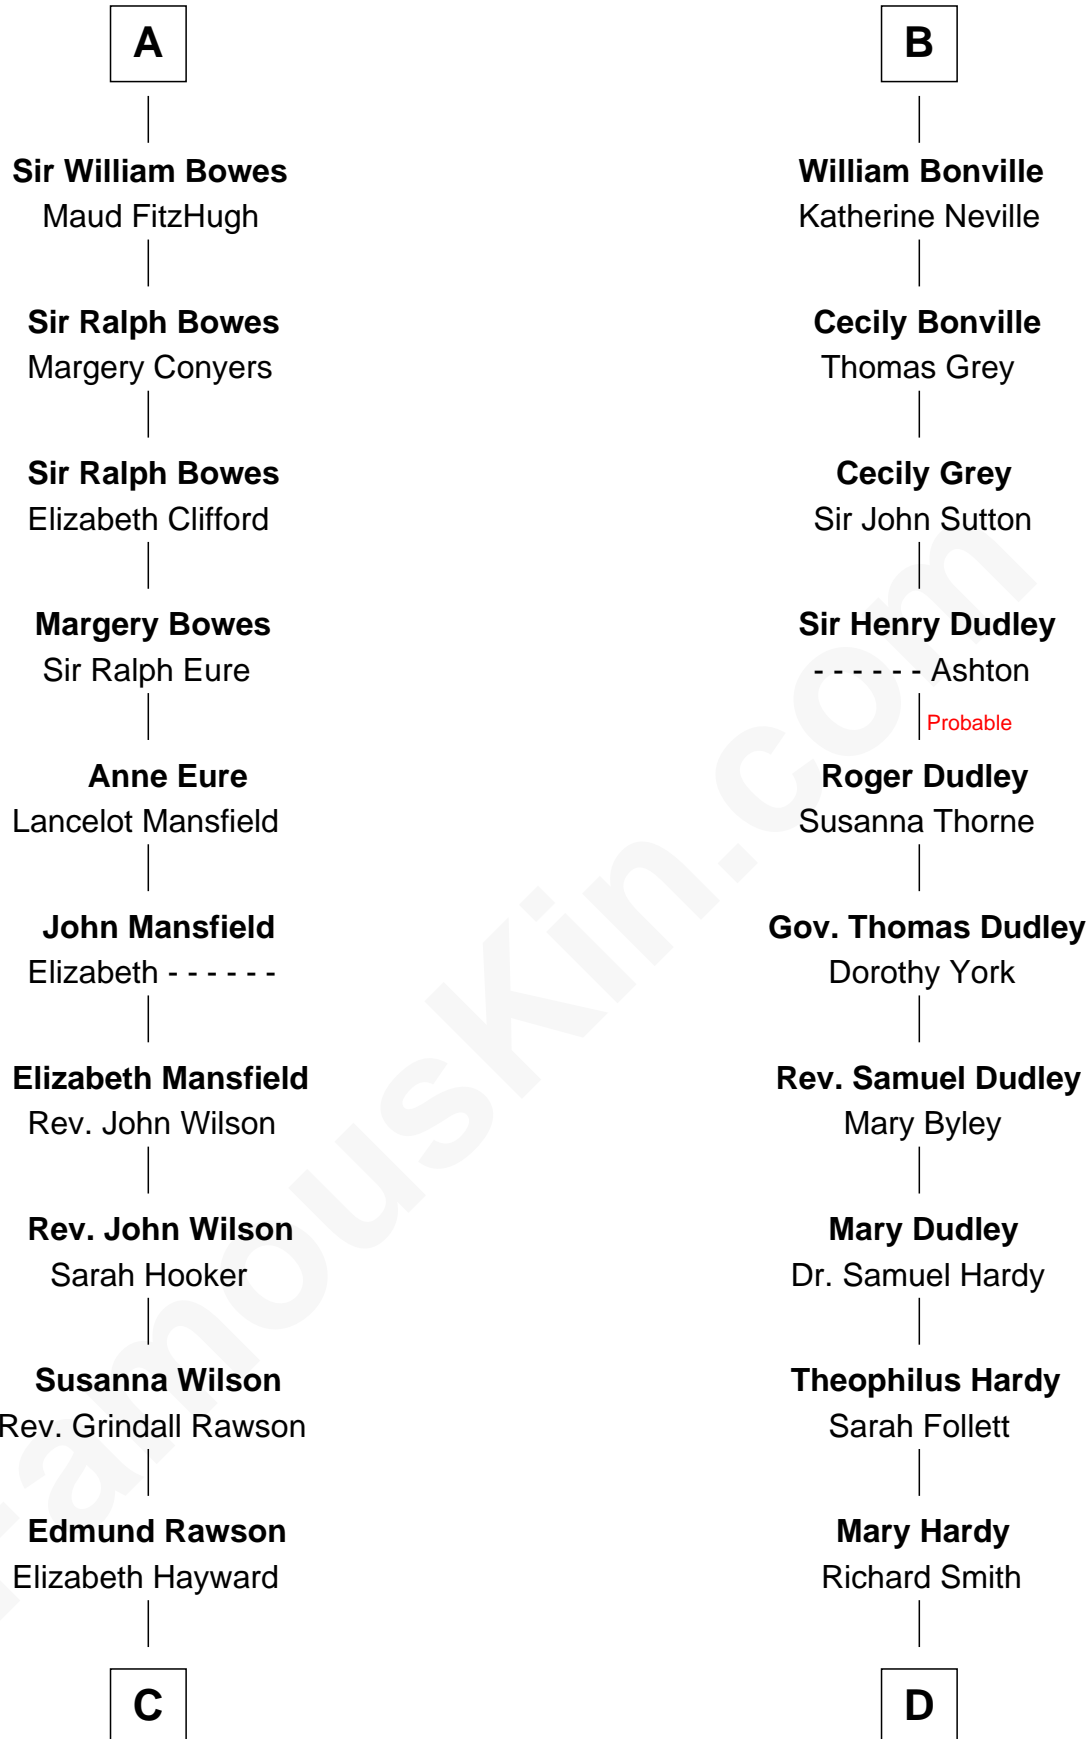 A
Sir William Bowes
Maud FitzHugh
Sir Ralph Bowes
Margery Conyers
Sir Ralph Bowes
Elizabeth Clifford
Margery Bowes
Sir Ralph Eure
Anne Eure
Lancelot Mansfield
John Mansfield
Elizabeth - - - - - -
Elizabeth Mansfield
Rev. John Wilson
Rev. John Wilson
Sarah Hooker
Susanna Wilson
Rev. Grindall Rawson
Edmund Rawson
Elizabeth Hayward
C
B
William Bonville
Katherine Neville
Cecily Bonville
Thomas Grey
Cecily Grey
Sir John Sutton
Sir Henry Dudley
- - - - - - Ashton
Probable
Roger Dudley
Susanna Thorne
Gov. Thomas Dudley
Dorothy York
Rev. Samuel Dudley
Mary Byley
Mary Dudley
Dr. Samuel Hardy
Theophilus Hardy
Sarah Follett
Mary Hardy
Richard Smith
D
FamousKin.com